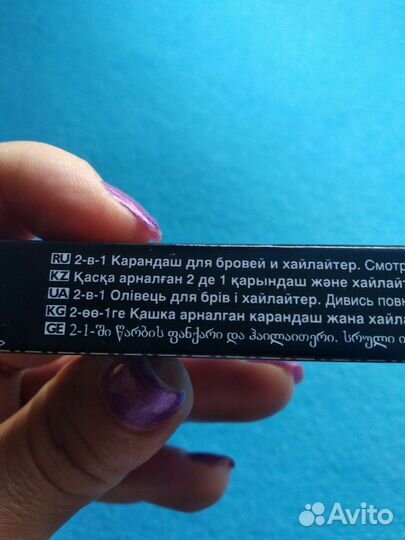 RU 2-в-1 Карандаш для бровей и хайлайтер. Смотр
KZ Қасқа арналған 2 де 1 қарындаш және хайлайт
UA 2-в-1 Олівець для брів і хайлайтер. Дивись повн
KG 2-өө-1ге Кашка арналган карандаш жана хайла
GE 2-1-ში წარბის ფანქარი და ჰაილაითერი. სრული ი
Avito